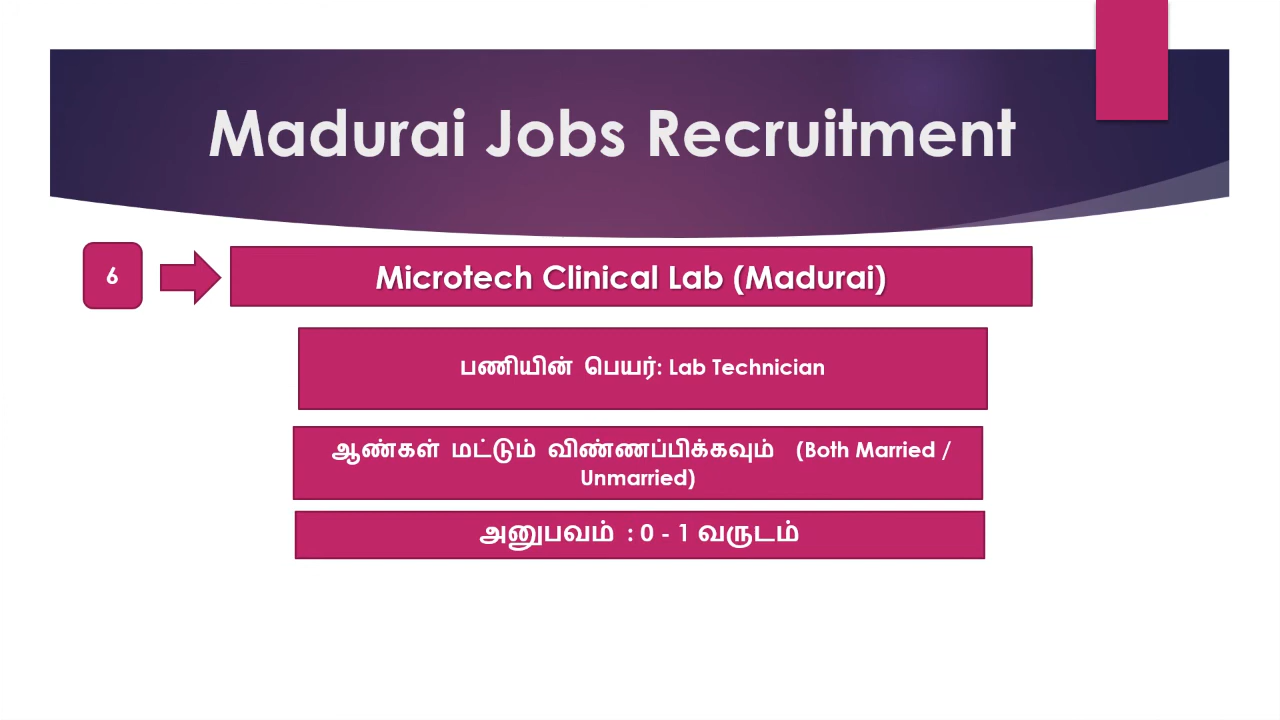 Madurai Jobs Recruitment
6
Microtech Clinical Lab (Madurai)
பணியின் பெயர்: Lab Technician
ஆண்கள் மட்டும் விண்ணப்பிக்கவும் (Both Married /
Unmarried)
அனுபவம் : 0 - 1 வருடம்